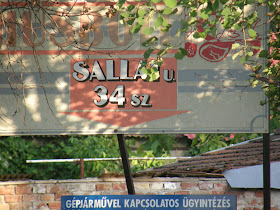 SALLAI U.
34 SZ.
GÉPJÁRMŰVEL KAPCSOLATOS ÜGYINTÉZÉS